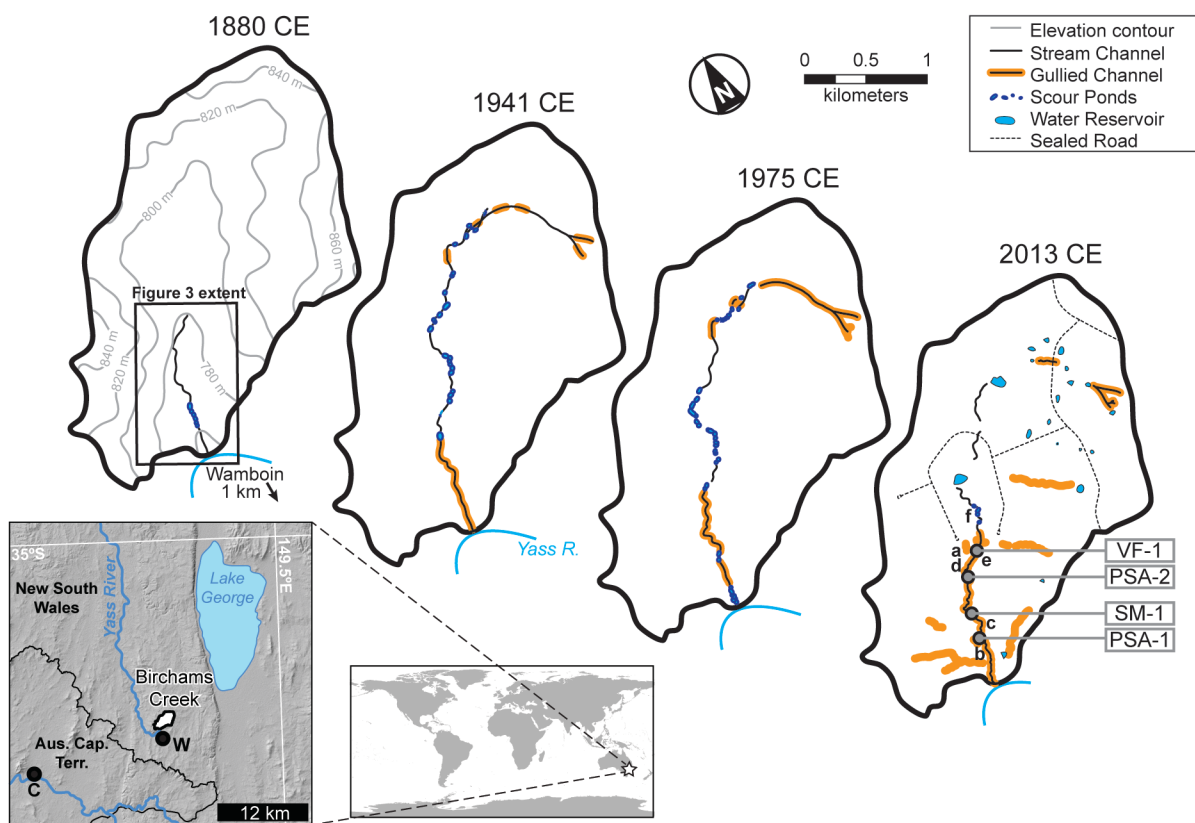 1880 CE
840 m
820 m
800 m
860 m
840 m
820 m
780 m
Figure 3 extent
Wamboin
1 km
1941 CE
Yass R.
N
0 0.5 1
kilometers
1975 CE
Elevation contour
Stream Channel
Gullied Channel
Scour Ponds
Water Reservoir
Sealed Road
2013 CE
f
a
e
d
c
b
VF-1
PSA-2
SM-1
PSA-1
35°S
149.5°E
New South
Wales
Yass River
Lake
George
Birchams
Creek
W
Aus. Cap.
Terr.
C
12 km